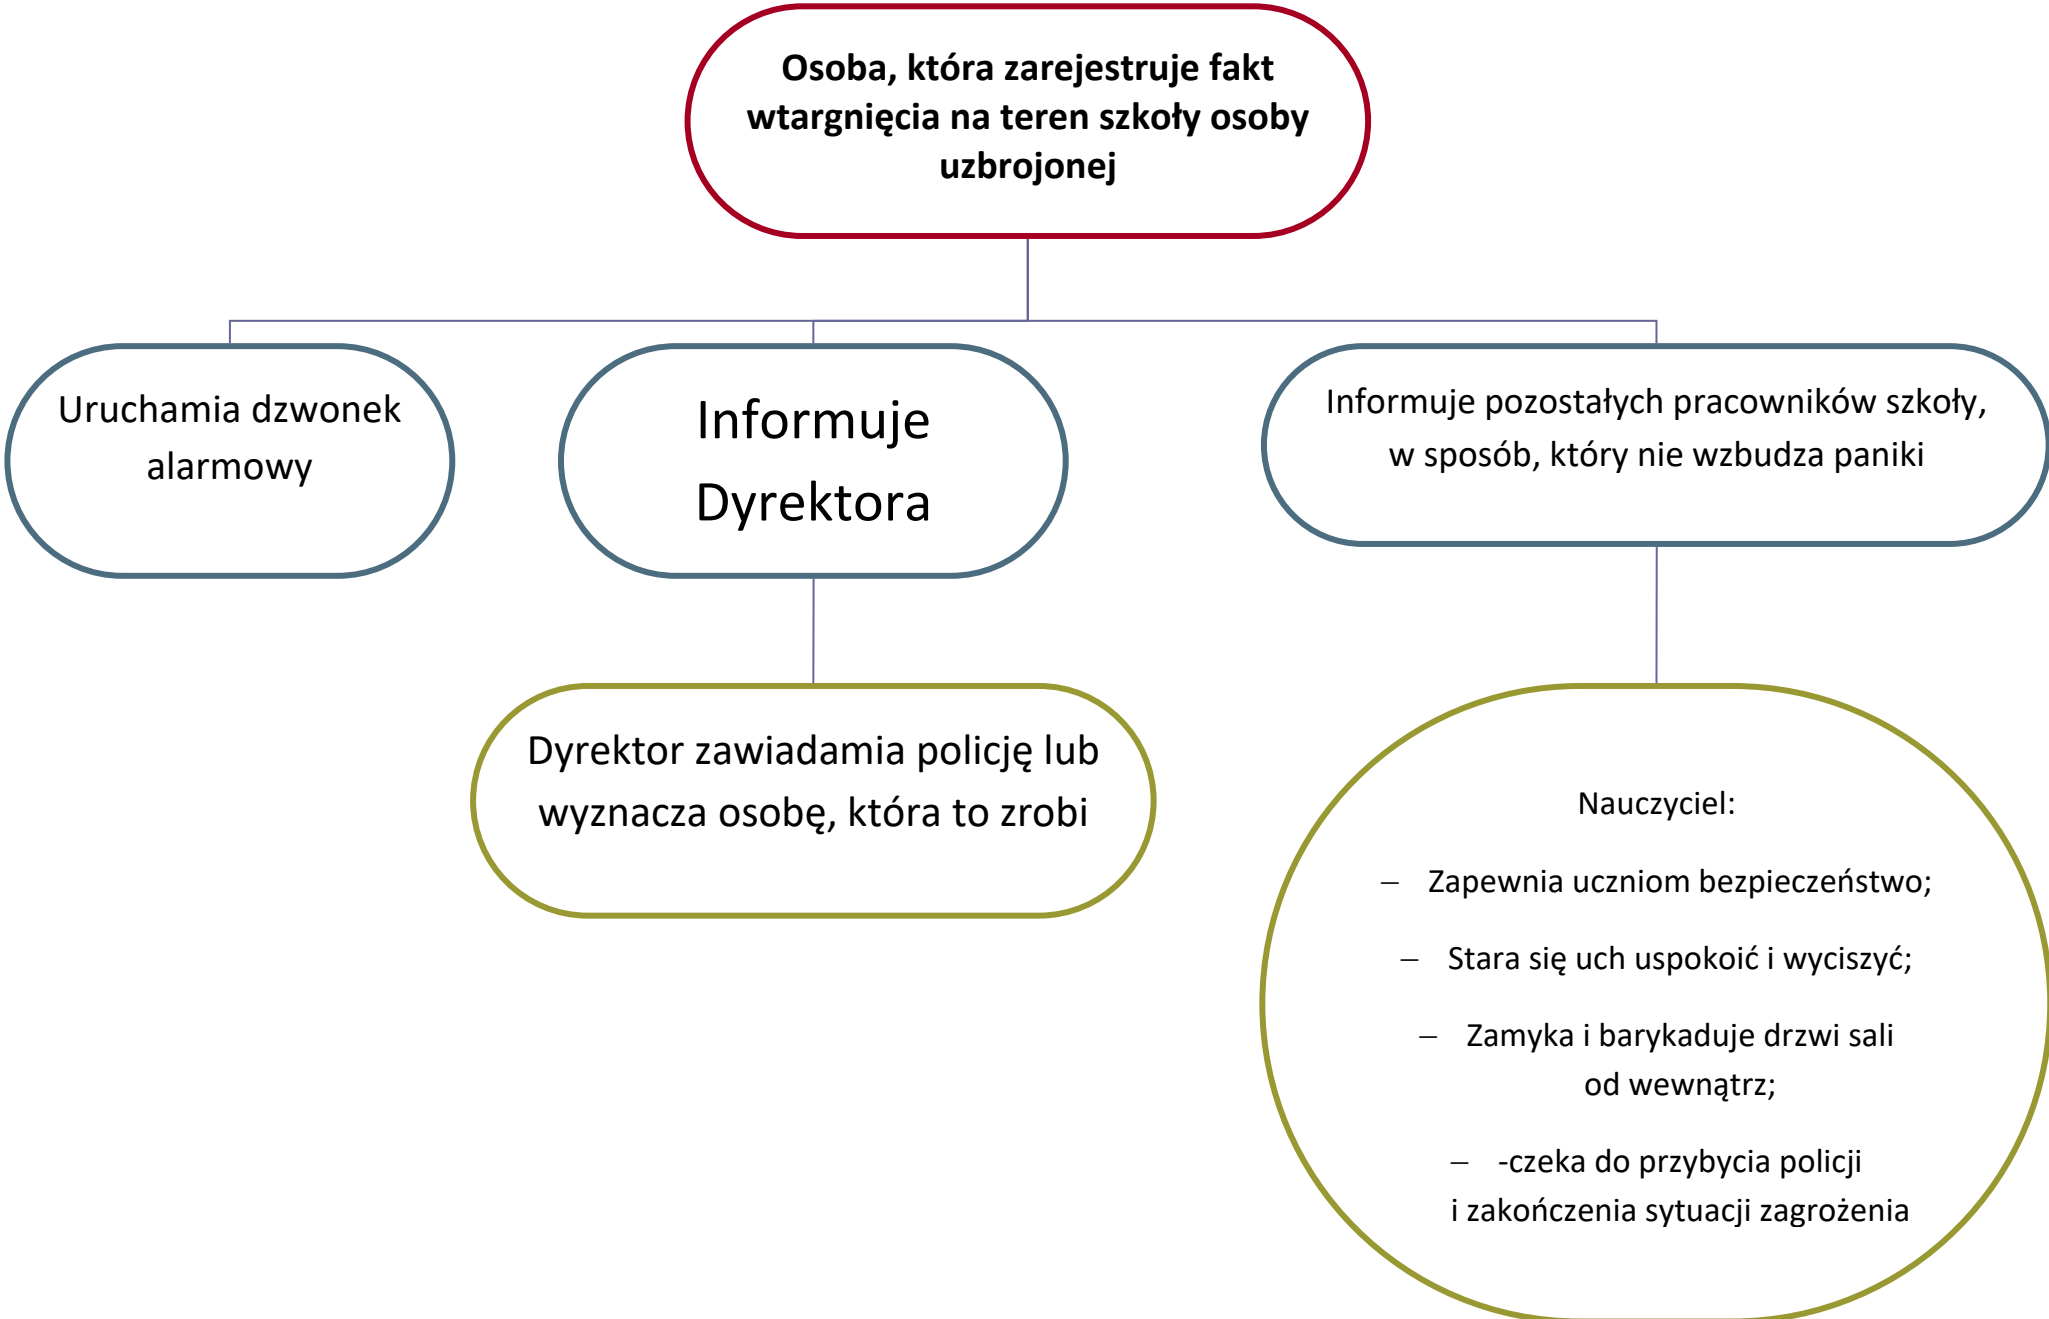 Osoba, która zarejestruje fakt
wtargnięcia na teren szkoły osoby
uzbrojonej
Uruchamia dzwonek
alarmowy
Informuje
Dyrektora
Informuje pozostałych pracowników szkoły,
w sposób, który nie wzbudza paniki
Dyrektor zawiadamia policję lub
wyznacza osobę, która to zrobi
Nauczyciel:
– Zapewnia uczniom bezpieczeństwo;
– Stara się uch uspokoić i wyciszyć;
– Zamyka i barykaduje drzwi sali
od wewnątrz;
– -czeka do przybycia policji
i zakończenia sytuacji zagrożenia